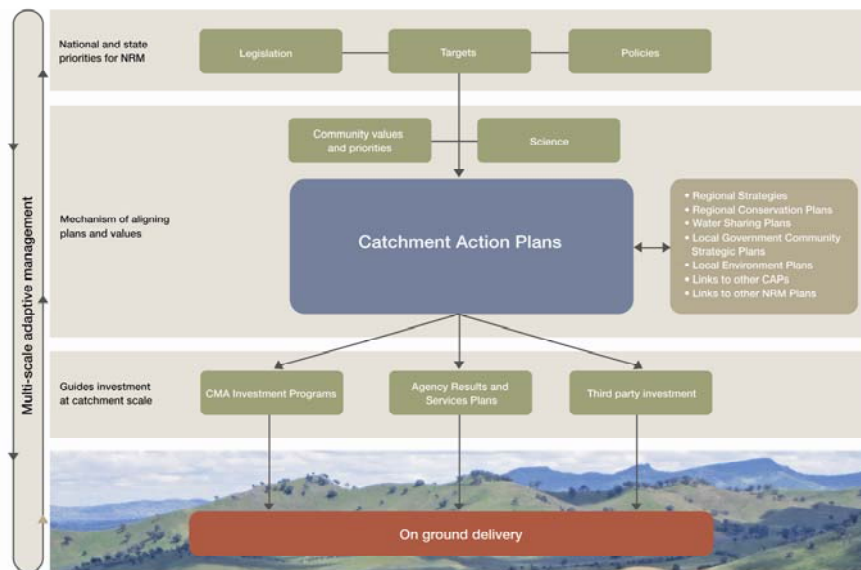 National and state
priorities for NRM
Legislation
Targets
Policies
Community values
and priorities
Science
Mechanism of aligning
plans and values
Catchment Action Plans
• Regional Strategies
• Regional Conservation Plans
• Water Sharing Plans
• Local Government Community
Strategic Plans
• Local Environment Plans
• Links to other CAPs
• Links to other NRM Plans
Multi-scale adaptive management
Guides investment
at catchment scale
CMA Investment Programs
Agency Results and
Services Plans
Third party investment
On ground delivery